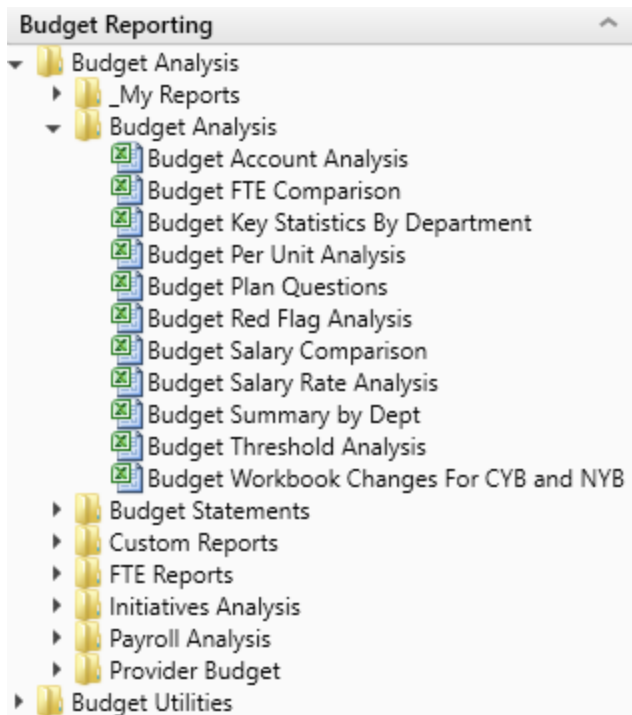 Budget Reporting
Budget Analysis
_My Reports
Budget Analysis
Budget Account Analysis
Budget FTE Comparison
Budget Key Statistics By Department
Budget Per Unit Analysis
Budget Plan Questions
Budget Red Flag Analysis
Budget Salary Comparison
Budget Salary Rate Analysis
Budget Summary by Dept
Budget Threshold Analysis
Budget Workbook Changes For CYB and NYB
Budget Statements
Custom Reports
FTE Reports
Initiatives Analysis
Payroll Analysis
Provider Budget
Budget Utilities